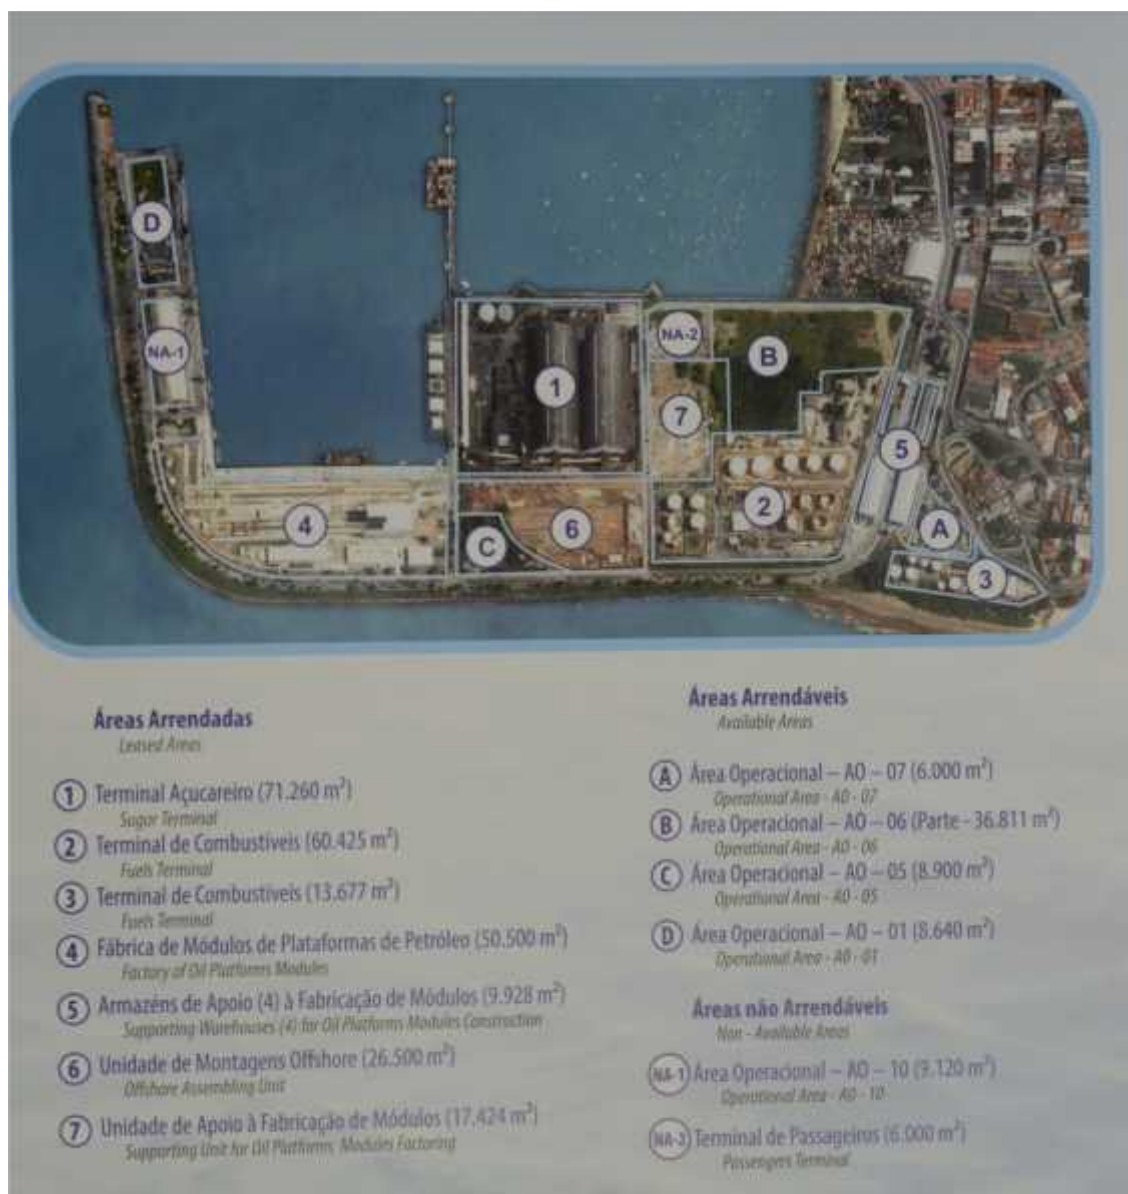 D
NA-1
NA-2
B
1
7
5
2
4
6
C
A
3
Áreas Arrendadas
Leased Areas
1 Terminal Açucareiro (71.260 m²)
Sugar Terminal
2 Terminal de Combustíveis (60.425 m²)
Fuels Terminal
3 Terminal de Combustíveis (13.677 m²)
Fuels Terminal
4 Fábrica de Módulos de Plataformas de Petróleo (50.500 m²)
Factory of Oil Platforms Modules
5 Armazéns de Apoio (4) à Fabricação de Módulos (9.928 m²)
Supporting Warehouses (4) for Oil Platforms Modules Construction
6 Unidade de Montagens Offshore (26.500 m²)
Offshore Assembling Unit
7 Unidade de Apoio à Fabricação de Módulos (17.424 m²)
Supporting Unit for Oil Platforms, Modules Factoring
Áreas Arrendáveis
Available Areas
A Área Operacional – AO – 07 (6.000 m²)
Operational Area - AO - 07
B Área Operacional – AO – 06 (Parte - 36.811 m²)
Operational Area - AO - 06
C Área Operacional – AO – 05 (8.900 m²)
Operational Area - AO - 05
D Área Operacional – AO – 01 (8.640 m²)
Operational Area - AO - 01
Áreas não Arrendáveis
Non - Available Areas
NA-1 Área Operacional – AO – 10 (9.120 m²)
Operational Area - AO - 10
NA-2 Terminal de Passageiros (6.000 m²)
Passengers Terminal